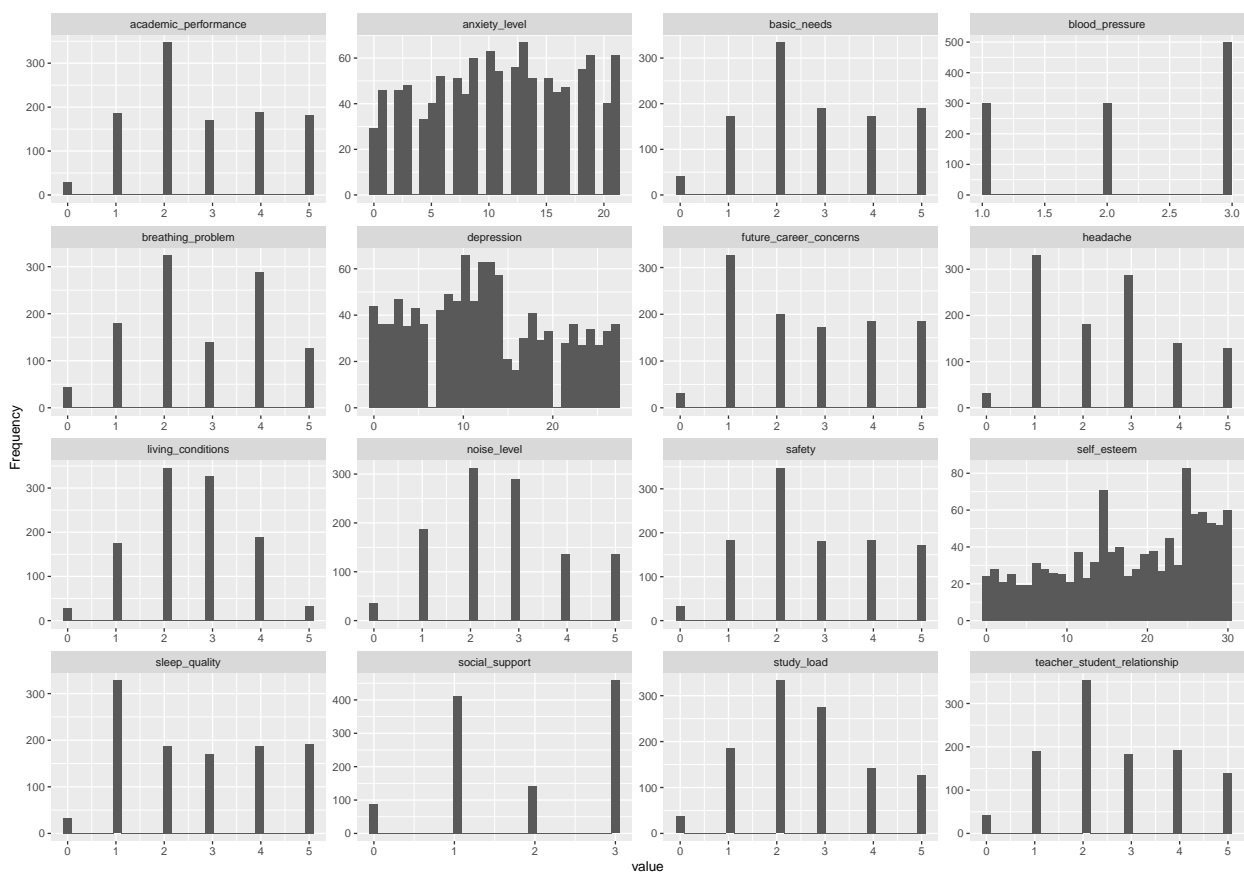 academic_performance anxiety_level basic_needs blood_pressure
300 60 300 500
200 40 200 400
100 20 100 300
0 0 0 200
100
0
0 1 2 3 4 5 0 5 10 15 20 0 1 2 3 4 5 1.0 1.5 2.0 2.5 3.0
breathing_problem depression future_career_concerns headache
300 60 300 300
200 40 200 200
100 20 100 100
0 0 0 0
0 1 2 3 4 5 10 20 0 1 2 3 4 5 0 1 2 3 4 5
Frequency
living_conditions noise_level safety self_esteem
300 300 300 80
200 200 200 60
100 100 100 40
0 0 0 20
0
0 1 2 3 4 5 0 1 2 3 4 5 0 1 2 3 4 5 0 10 20 30
sleep_quality social_support study_load teacher_student_relationship
300 400 300 300
200 300 200 200
100 200 100 100
0 100 0 0
0
0 1 2 3 4 5 0 1 2 3 0 1 2 3 4 5 0 1 2 3 4 5
value